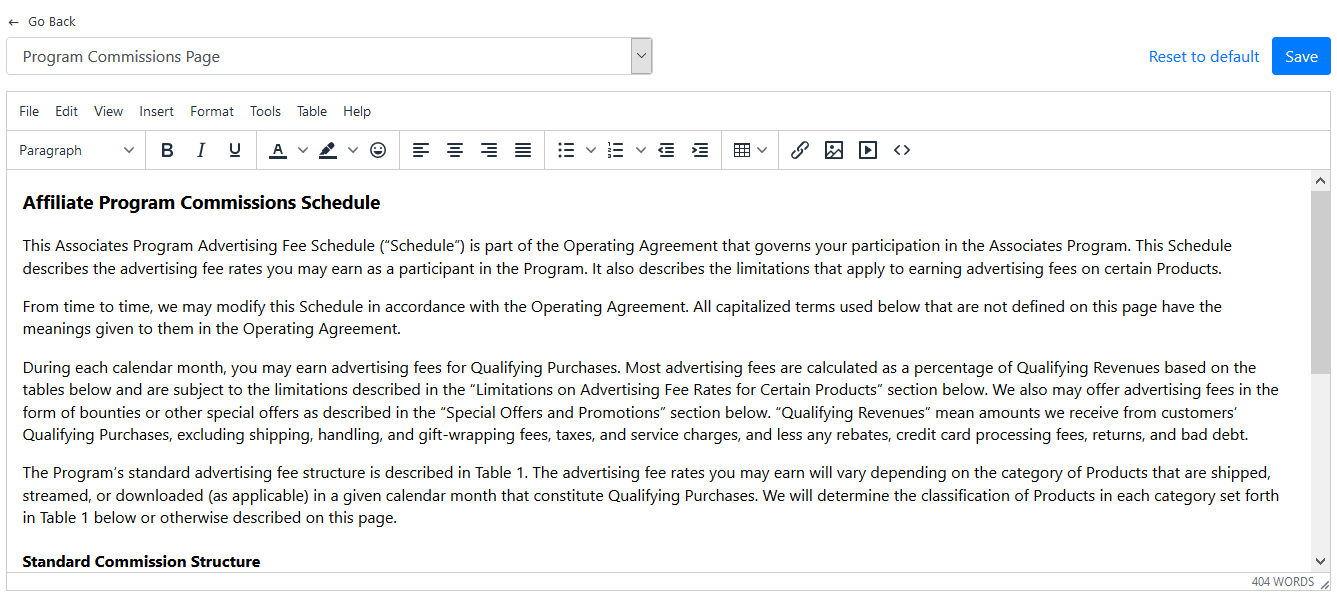 ← Go Back
Program Commissions Page
Reset to default
Save
File Edit View Insert Format Tools Table Help
Paragraph B I U A
Affiliate Program Commissions Schedule
This Associates Program Advertising Fee Schedule (“Schedule”) is part of the Operating Agreement that governs your participation in the Associates Program. This Schedule
describes the advertising fee rates you may earn as a participant in the Program. It also describes the limitations that apply to earning advertising fees on certain Products.
From time to time, we may modify this Schedule in accordance with the Operating Agreement. All capitalized terms used below that are not defined on this page have the
meanings given to them in the Operating Agreement.
During each calendar month, you may earn advertising fees for Qualifying Purchases. Most advertising fees are calculated as a percentage of Qualifying Revenues based on the
tables below and are subject to the limitations described in the “Limitations on Advertising Fee Rates for Certain Products” section below. We also may offer advertising fees in the
form of bounties or other special offers as described in the “Special Offers and Promotions” section below. “Qualifying Revenues” mean amounts we receive from customers’
Qualifying Purchases, excluding shipping, handling, and gift-wrapping fees, taxes, and service charges, and less any rebates, credit card processing fees, returns, and bad debt.
The Program’s standard advertising fee structure is described in Table 1. The advertising fee rates you may earn will vary depending on the category of Products that are shipped,
streamed, or downloaded (as applicable) in a given calendar month that constitute Qualifying Purchases. We will determine the classification of Products in each category set forth
in Table 1 below or otherwise described on this page.
Standard Commission Structure
404 WORDS